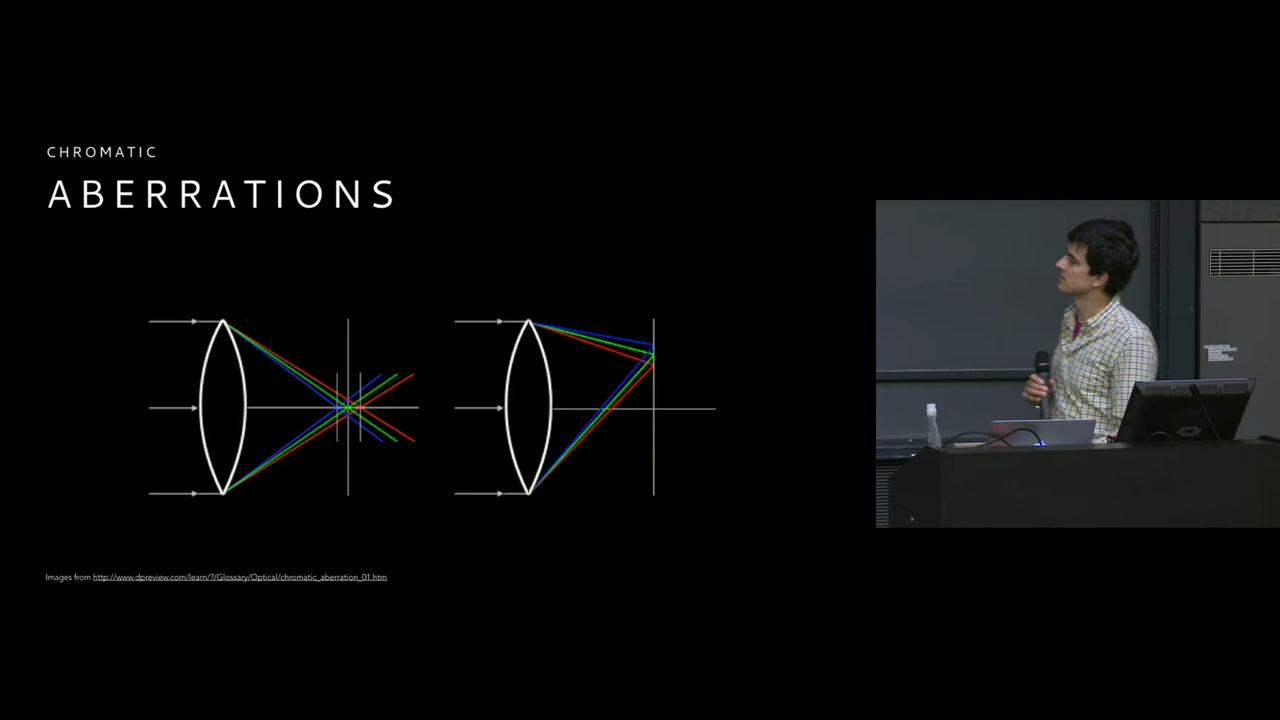 CHROMATIC
ABERRATIONS
Images from http://www.dpreview.com/learn/?/Glossary/Optical/chromatic_aberration_01.htm